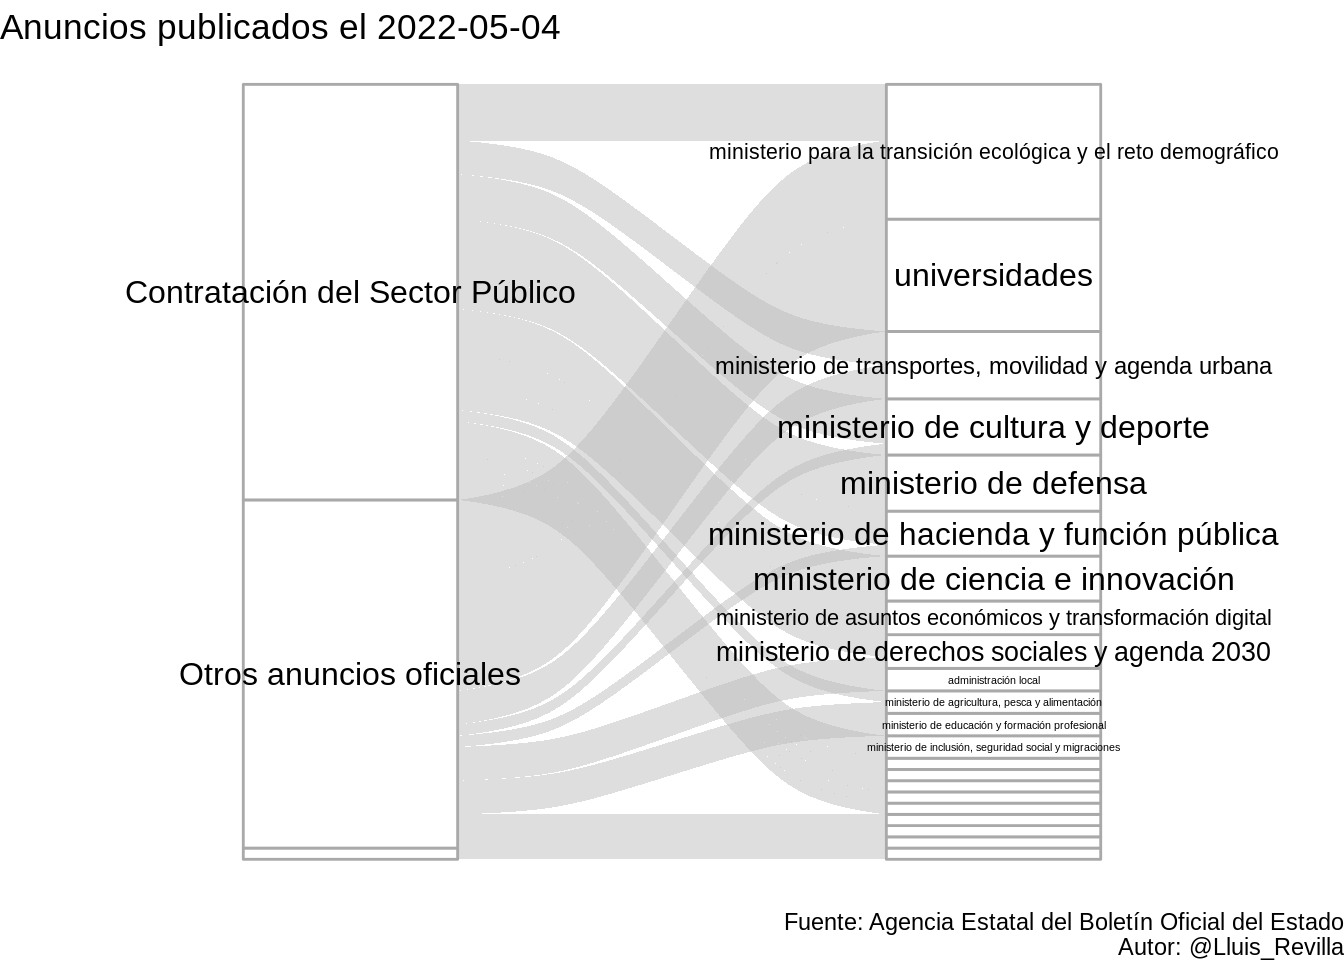 Anuncios publicados el 2022-05-04
Contratación del Sector Público
Otros anuncios oficiales
ministerio para la transición ecológica y el reto demográfico
universidades
ministerio de transportes, movilidad y agenda urbana
ministerio de cultura y deporte
ministerio de defensa
ministerio de hacienda y función pública
ministerio de ciencia e innovación
ministerio de asuntos económicos y transformación digital
ministerio de derechos sociales y agenda 2030
administración local
ministerio de agricultura, pesca y alimentación
ministerio de educación y formación profesional
ministerio de inclusión, seguridad social y migraciones
Fuente: Agencia Estatal del Boletín Oficial del Estado
Autor: @Lluis_Revilla